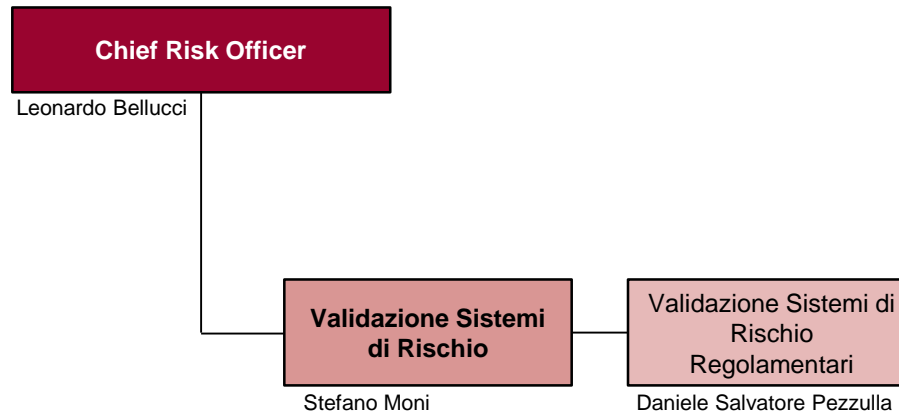 Chief Risk Officer
Leonardo Bellucci
Validazione Sistemi
di Rischio
Stefano Moni
Validazione Sistemi di
Rischio
Regolamentari
Daniele Salvatore Pezzulla